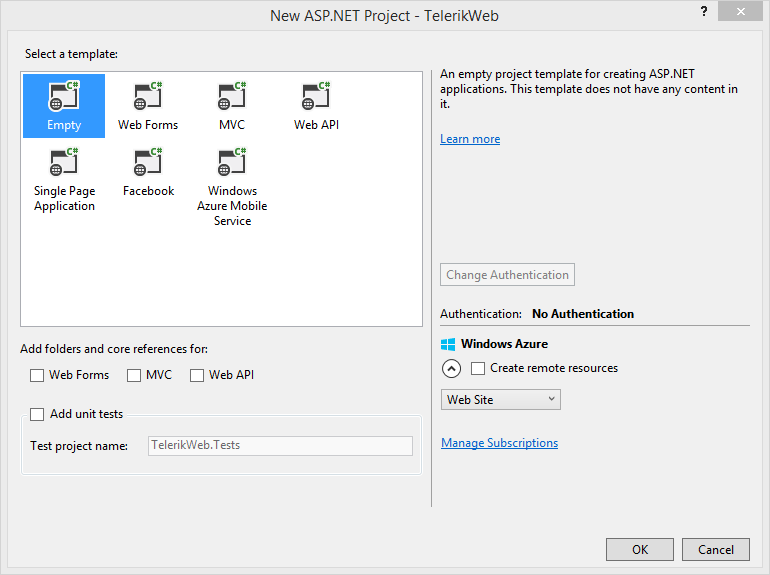 New ASP.NET Project - TelerikWeb
?
Select a template:
C# C# C# C#
Empty Web Forms MVC Web API
C# C# C#
Single Page Facebook Windows
Application Azure Mobile
Service
An empty project template for creating ASP.NET
applications. This template does not have any content in
it.
Learn more
Change Authentication
Authentication: No Authentication
Windows Azure
Create remote resources
Web Site
Manage Subscriptions
Add folders and core references for:
Web Forms MVC Web API
Add unit tests
Test project name: TelerikWeb.Tests
OK Cancel